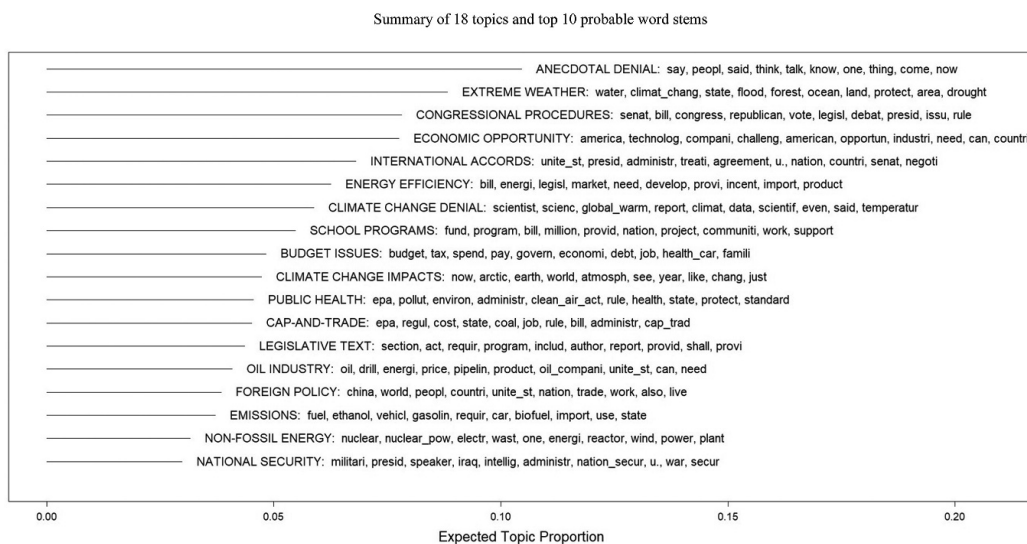 Summary of 18 topics and top 10 probable word stems
ANECDOTAL DENIAL: say, peopl, said, think, talk, know, one, thing, come, now
EXTREME WEATHER: water, climat_chang, state, flood, forest, ocean, land, protect, area, drought
CONGRESSIONAL PROCEDURES: senat, bill, congress, republican, vote, legisl, debat, presid, issu, rule
ECONOMIC OPPORTUNITY: america, technolog, compani, challeng, american, opportun, industri, need, can, countri
INTERNATIONAL ACCORDS: unite_st, presid, administr, treati, agreement, u., nation, countri, senat, negoti
ENERGY EFFICIENCY: bill, energi, legisl, market, need, develop, provi, incent, import, product
CLIMATE CHANGE DENIAL: scientist, scienc, global_warm, report, climat, data, scientif, even, said, temperatur
SCHOOL PROGRAMS: fund, program, bill, million, provid, nation, project, communiti, work, support
BUDGET ISSUES: budget, tax, spend, pay, govern, economi, debt, job, health_car, famili
CLIMATE CHANGE IMPACTS: now, arctic, earth, world, atmosph, see, year, like, chang, just
PUBLIC HEALTH: epa, pollut, environ, administr, clean_air_act, rule, health, state, protect, standard
CAP-AND-TRADE: epa, regul, cost, state, coal, job, rule, bill, administr, cap_trad
LEGISLATIVE TEXT: section, act, requir, program, includ, author, report, provid, shall, provi
OIL INDUSTRY: oil, drill, energi, price, pipelin, product, oil_compani, unite_st, can, need
FOREIGN POLICY: china, world, peopl, countri, unite_st, nation, trade, work, also, live
EMISSIONS: fuel, ethanol, vehicl, gasolin, requir, car, biofuel, import, use, state
NON-FOSSIL ENERGY: nuclear, nuclear_pow, electr, wast, one, energi, reactor, wind, power, plant
NATIONAL SECURITY: militari, presid, speaker, iraq, intellig, administr, nation_secur, u., war, secur
0.00 0.05 0.10 0.15 0.20
Expected Topic Proportion